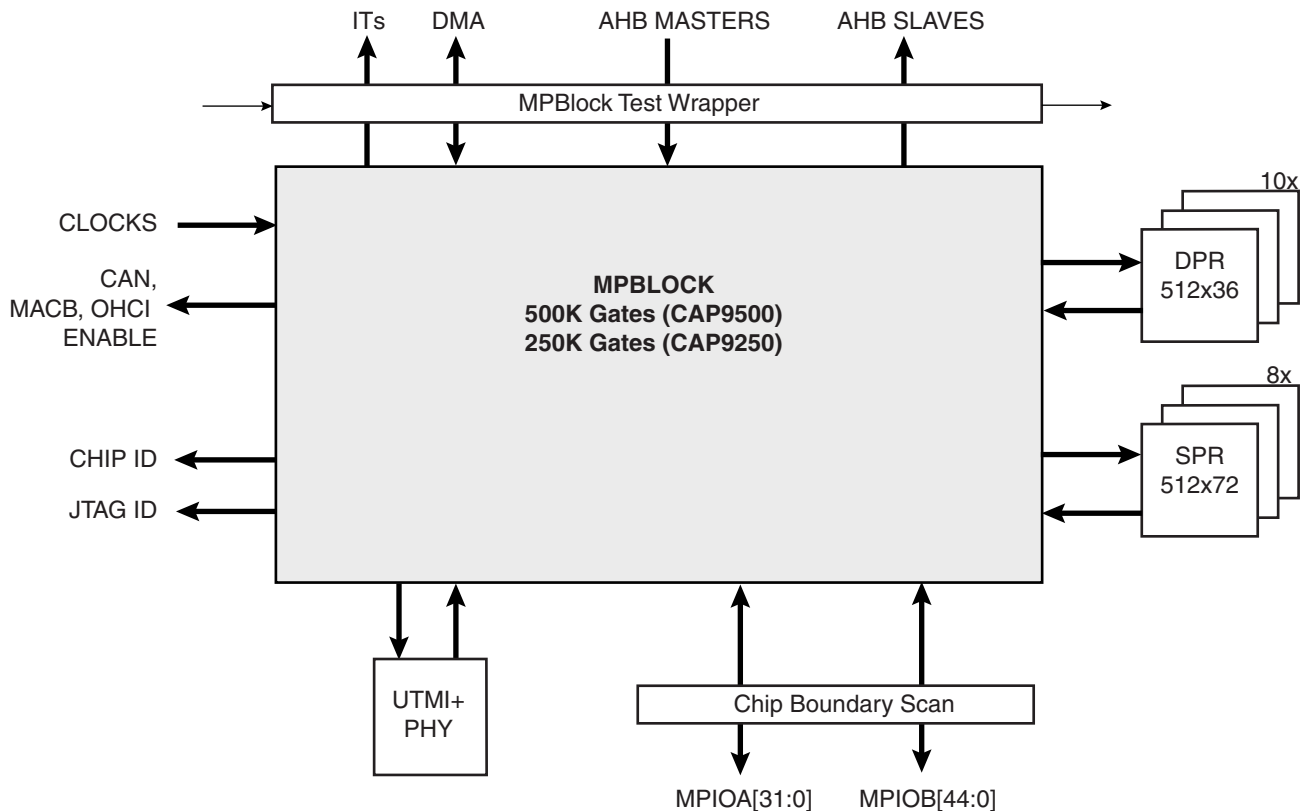 ITs DMA AHB MASTERS AHB SLAVES
MPBlock Test Wrapper
10x
CLOCKS
DPR
512x36
CAN,
MACB, OHCI
ENABLE
MPBLOCK
500K Gates (CAP9500)
250K Gates (CAP9250)
8x
CHIP ID
SPR
512x72
JTAG ID
UTMI+
PHY
Chip Boundary Scan
MPIOA[31:0] MPIOB[44:0]